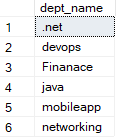 dept_name
1 .net
2 devops
3 Finanace
4 java
5 mobileapp
6 networking